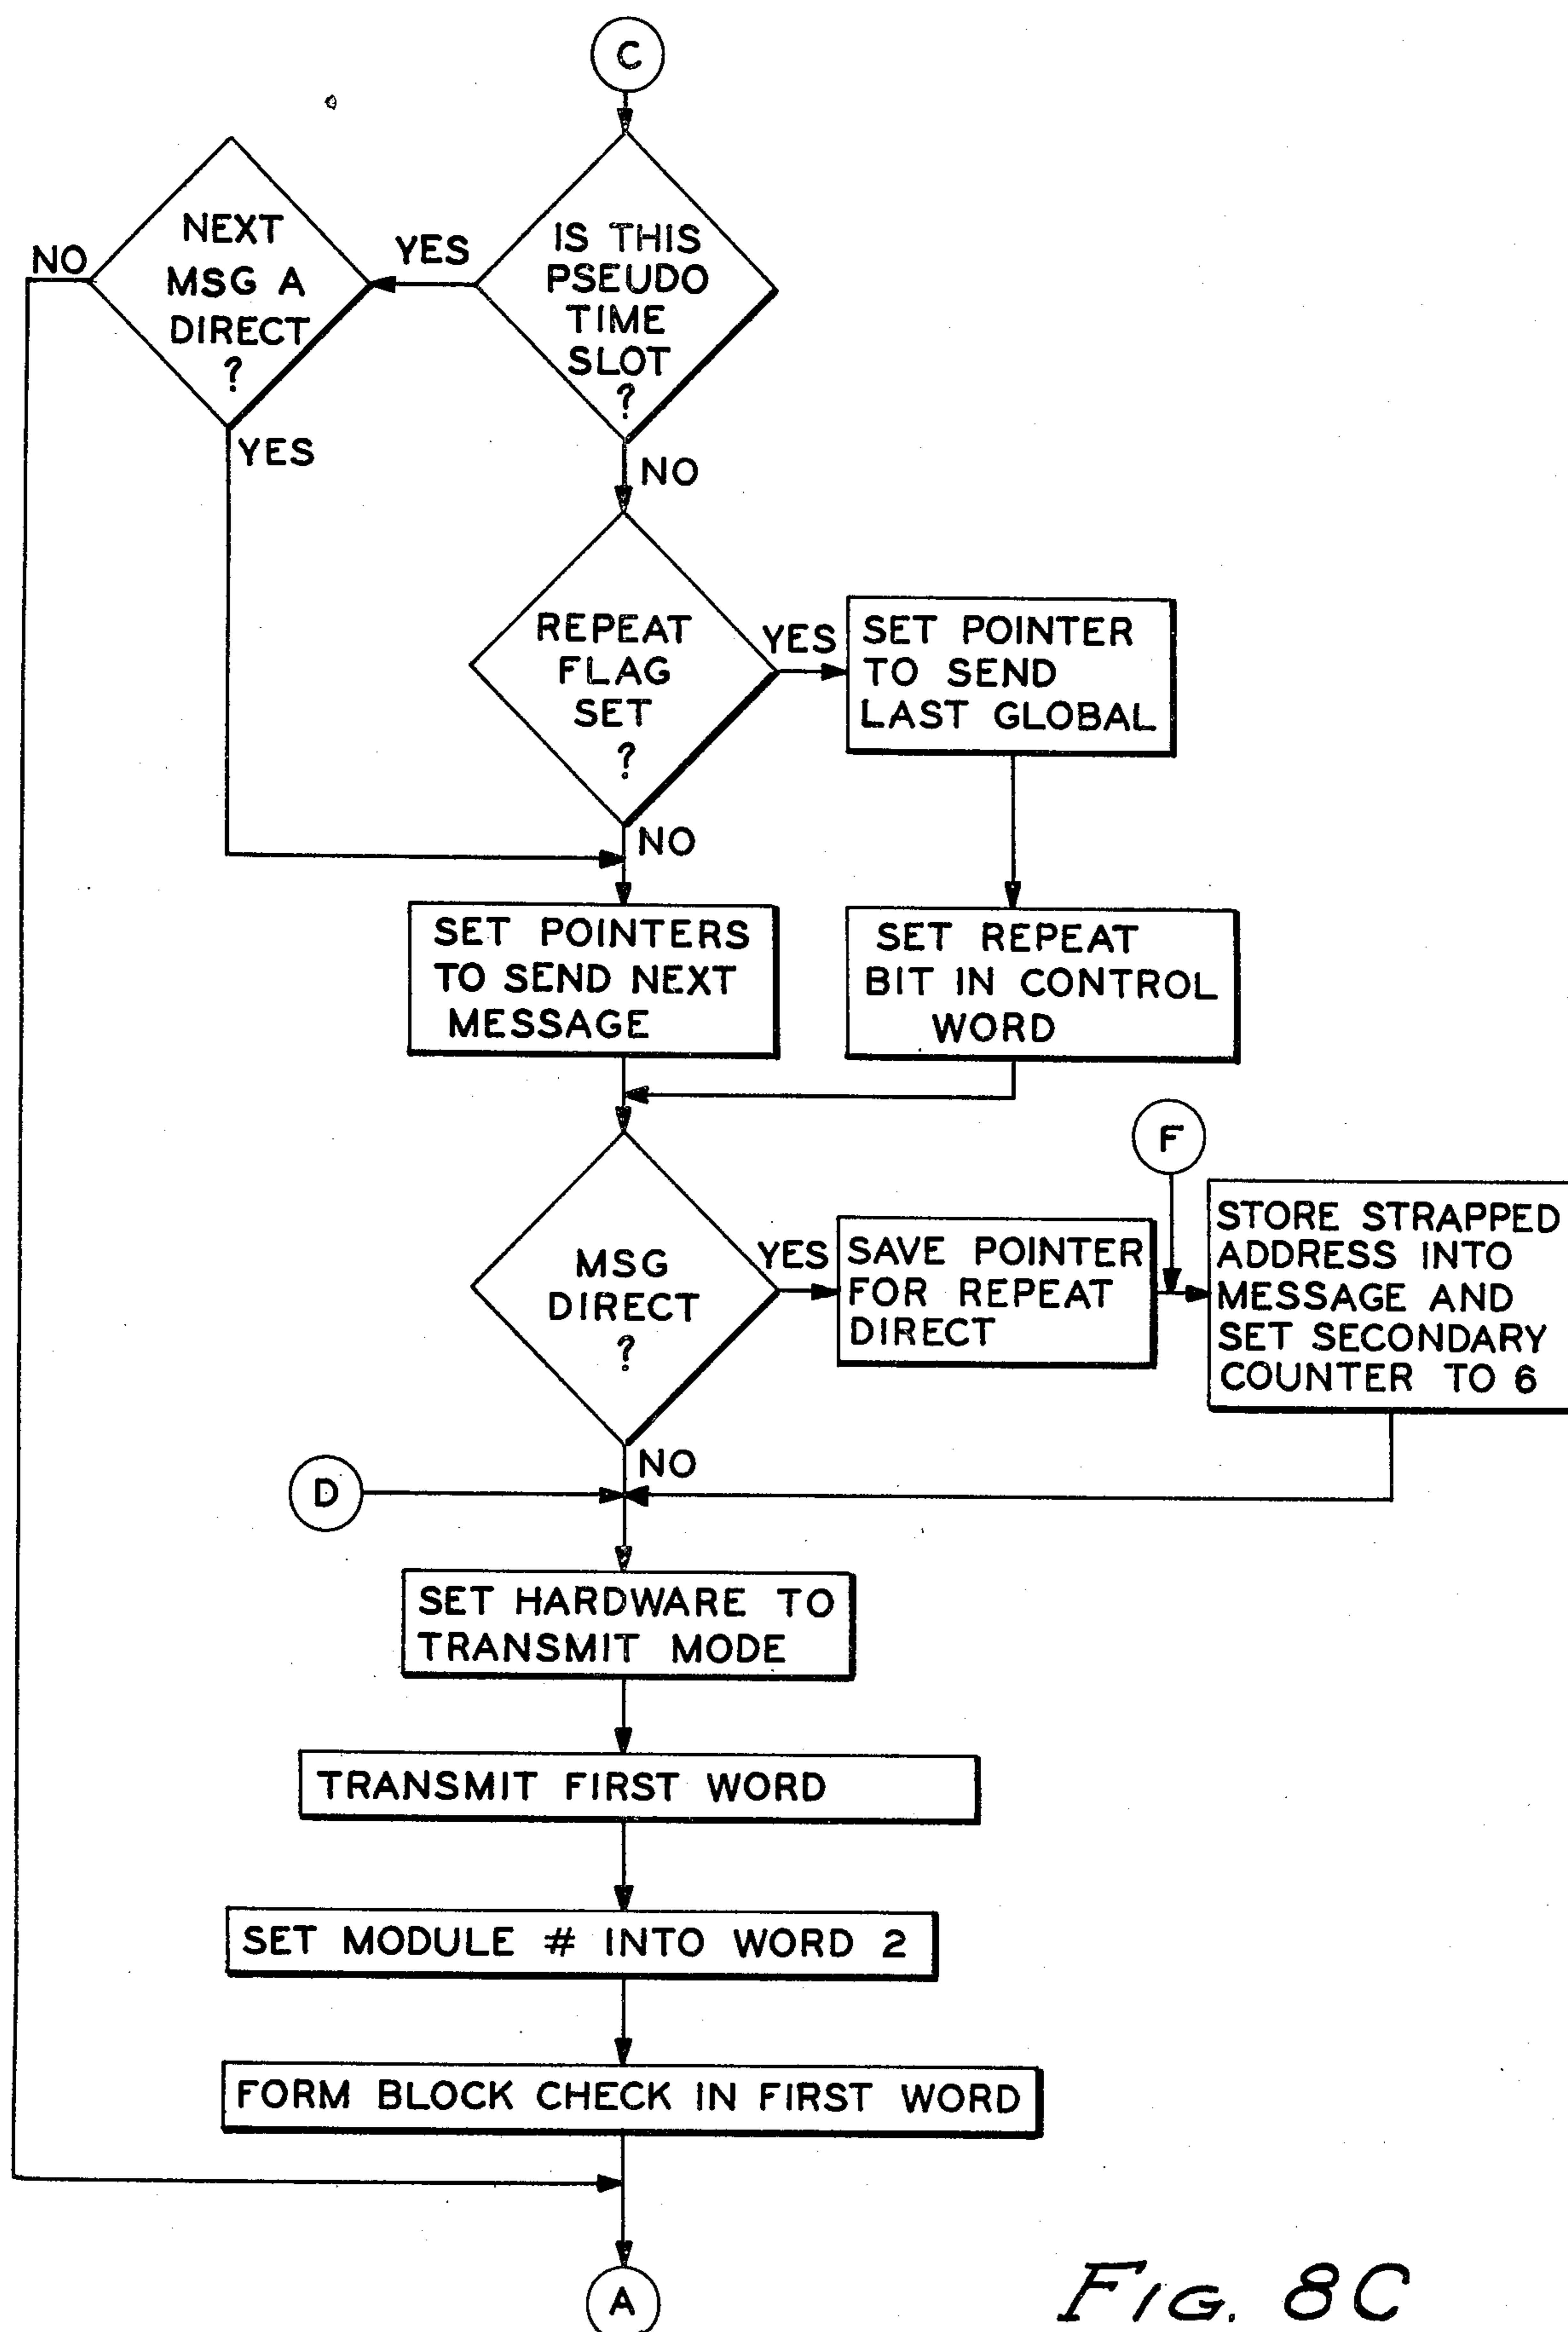 C
NEXT
MSG A
DIRECT
?
NO
YES
YES
IS THIS
PSEUDO
TIME
SLOT
?
NO
REPEAT
FLAG
SET
?
YES
NO
SET POINTER
TO SEND
LAST GLOBAL
SET POINTERS
TO SEND NEXT
MESSAGE
SET REPEAT
BIT IN CONTROL
WORD
MSG
DIRECT
?
YES
NO
SAVE POINTER
FOR REPEAT
DIRECT
F
STORE STRAPPED
ADDRESS INTO
MESSAGE AND
SET SECONDARY
COUNTER TO 6
D
SET HARDWARE TO
TRANSMIT MODE
TRANSMIT FIRST WORD
SET MODULE # INTO WORD 2
FORM BLOCK CHECK IN FIRST WORD
A
FIG. 8C